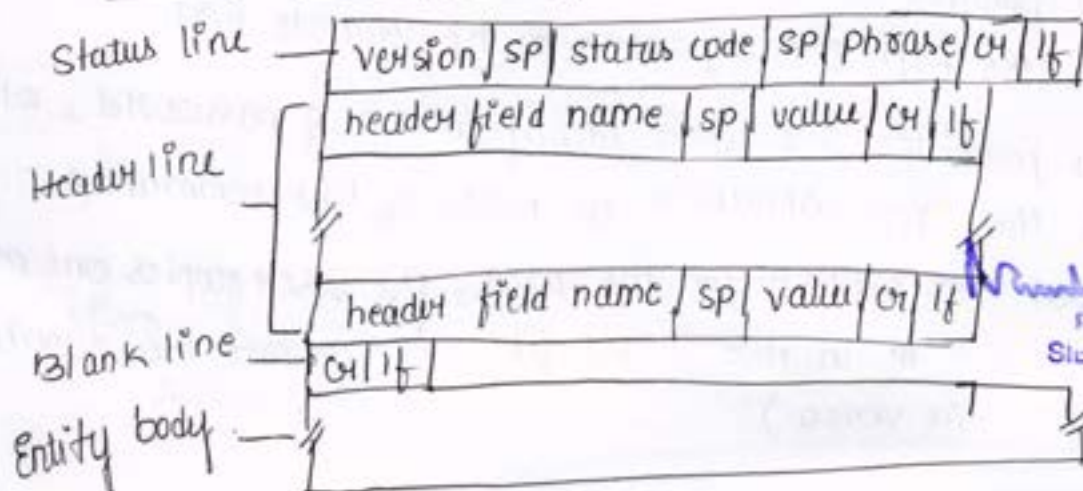 Status line — version | sp | status code | sp | phrase | cr | lf
Header line
header field name | sp | value | cr | lf
header field name | sp | value | cr | lf
Blank line cr | lf
Entity body